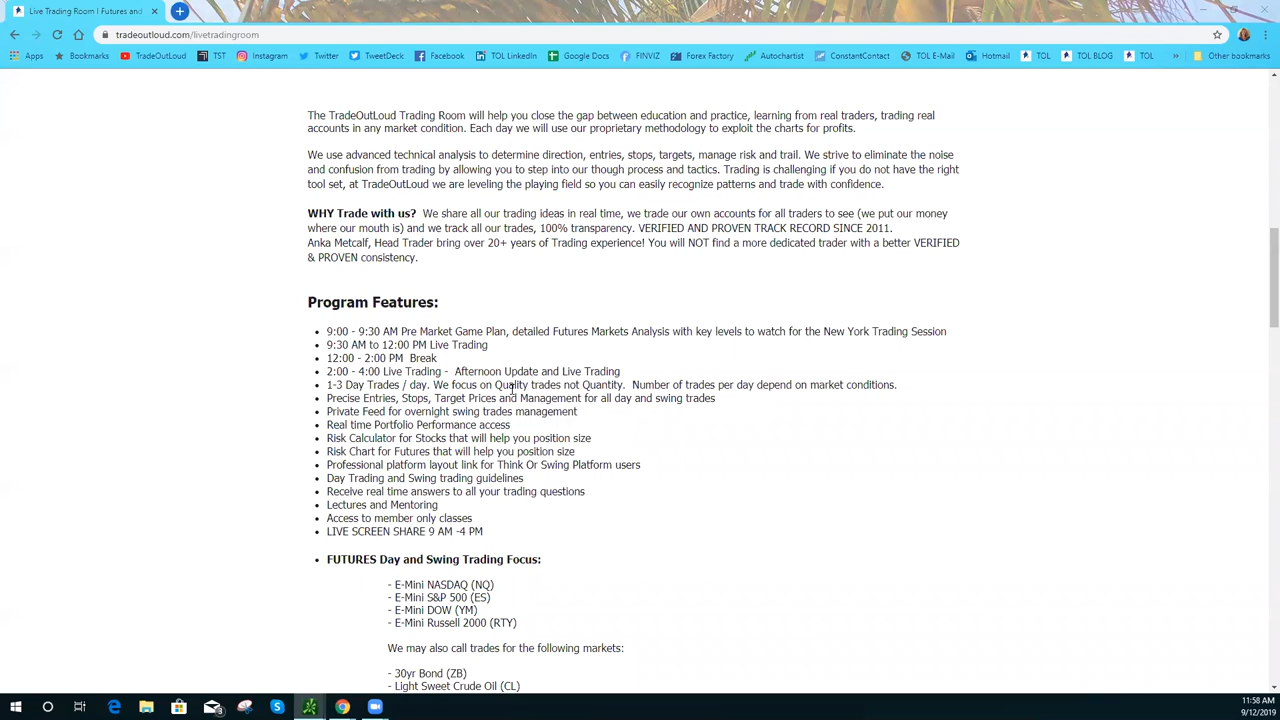 Live Trading Room | Futures and
tradeoutloud.com/livetradingroom
Apps Bookmarks TradeOutLoud TST Instagram Twitter TweetDeck Facebook TOL LinkedIn Google Docs FINVIZ Forex Factory Autochartist ConstantContact TOL E-Mail Hotmail TOL TOL BLOG TOL » Other bookmarks
The TradeOutLoud Trading Room will help you close the gap between education and practice, learning from real traders, trading real
accounts in any market condition. Each day we will use our proprietary methodology to exploit the charts for profits.
We use advanced technical analysis to determine direction, entries, stops, targets, manage risk and trail. We strive to eliminate the noise
and confusion from trading by allowing you to step into our though process and tactics. Trading is challenging if you do not have the right
tool set, at TradeOutLoud we are leveling the playing field so you can easily recognize patterns and trade with confidence.
WHY Trade with us? We share all our trading ideas in real time, we trade our own accounts for all traders to see (we put our money
where our mouth is) and we track all our trades, 100% transparency. VERIFIED AND PROVEN TRACK RECORD SINCE 2011.
Anka Metcalf, Head Trader bring over 20+ years of Trading experience! You will NOT find a more dedicated trader with a better VERIFIED
& PROVEN consistency.
Program Features:
• 9:00 - 9:30 AM Pre Market Game Plan, detailed Futures Markets Analysis with key levels to watch for the New York Trading Session
• 9:30 AM to 12:00 PM Live Trading
• 12:00 - 2:00 PM Break
• 2:00 - 4:00 Live Trading - Afternoon Update and Live Trading
• 1-3 Day Trades / day. We focus on Quality trades not Quantity. Number of trades per day depend on market conditions.
• Precise Entries, Stops, Target Prices and Management for all day and swing trades
• Private Feed for overnight swing trades management
• Real time Portfolio Performance access
• Risk Calculator for Stocks that will help you position size
• Risk Chart for Futures that will help you position size
• Professional platform layout link for Think Or Swing Platform users
• Day Trading and Swing trading guidelines
• Receive real time answers to all your trading questions
• Lectures and Mentoring
• Access to member only classes
• LIVE SCREEN SHARE 9 AM -4 PM
• FUTURES Day and Swing Trading Focus:
- E-Mini NASDAQ (NQ)
- E-Mini S&P 500 (ES)
- E-Mini DOW (YM)
- E-Mini Russell 2000 (RTY)
We may also call trades for the following markets:
- 30yr Bond (ZB)
- Light Sweet Crude Oil (CL)
11:58 AM
9/12/2019